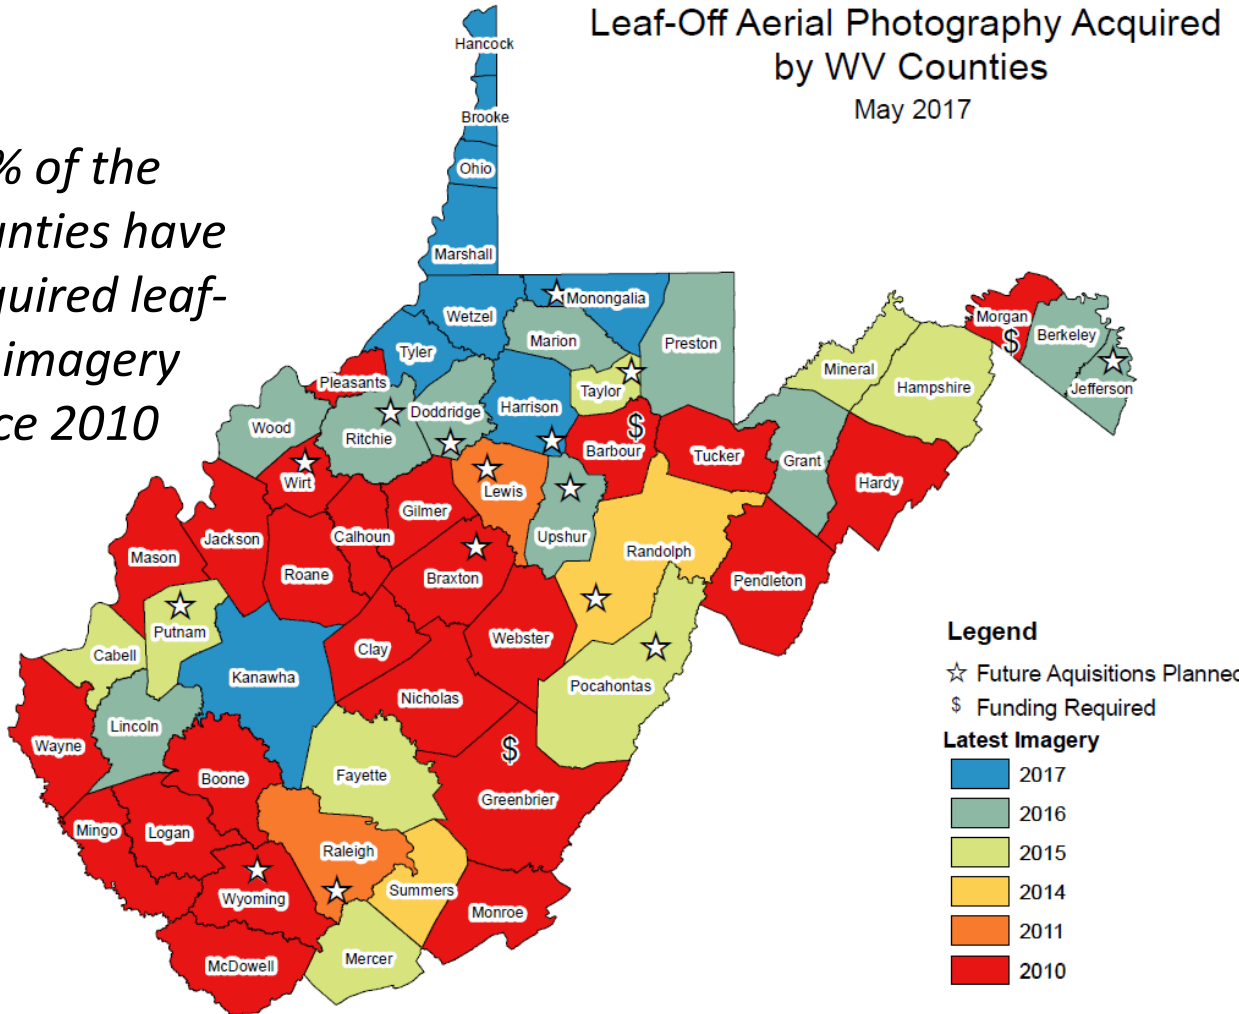 Leaf-Off Aerial Photography Acquired
by WV Counties
May 2017
% of the
unties have
quired leaf-
imagery
ce 2010
Hancock
Brooke
Ohio
Marshall
Wetzel
Monongalia
Marion
Preston
Tyler
Pleasants
Taylor
Harrison
Doddridge
Ritchie
Wood
Wirt
Lewis
Barbour
$
Tucker
Grant
Mineral
Hampshire
Morgan
$
Berkeley
Jefferson
Hardy
Upshur
Gilmer
Calhoun
Jackson
Mason
Roane
Braxton
Randolph
Pendleton
Webster
Clay
Putnam
Cabell
Kanawha
Nicholas
Pocahontas
Lincoln
Wayne
Boone
Fayette
$
Greenbrier
Mingo
Logan
Raleigh
Summers
Wyoming
Monroe
McDowell
Mercer
Legend
Future Aquisitions Planned
$ Funding Required
Latest Imagery
2017
2016
2015
2014
2011
2010